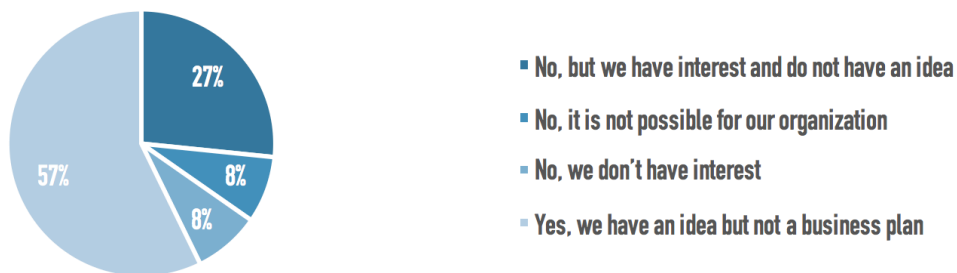 27%
8%
8%
57%
No, but we have interest and do not have an idea
No, it is not possible for our organization
No, we don't have interest
Yes, we have an idea but not a business plan